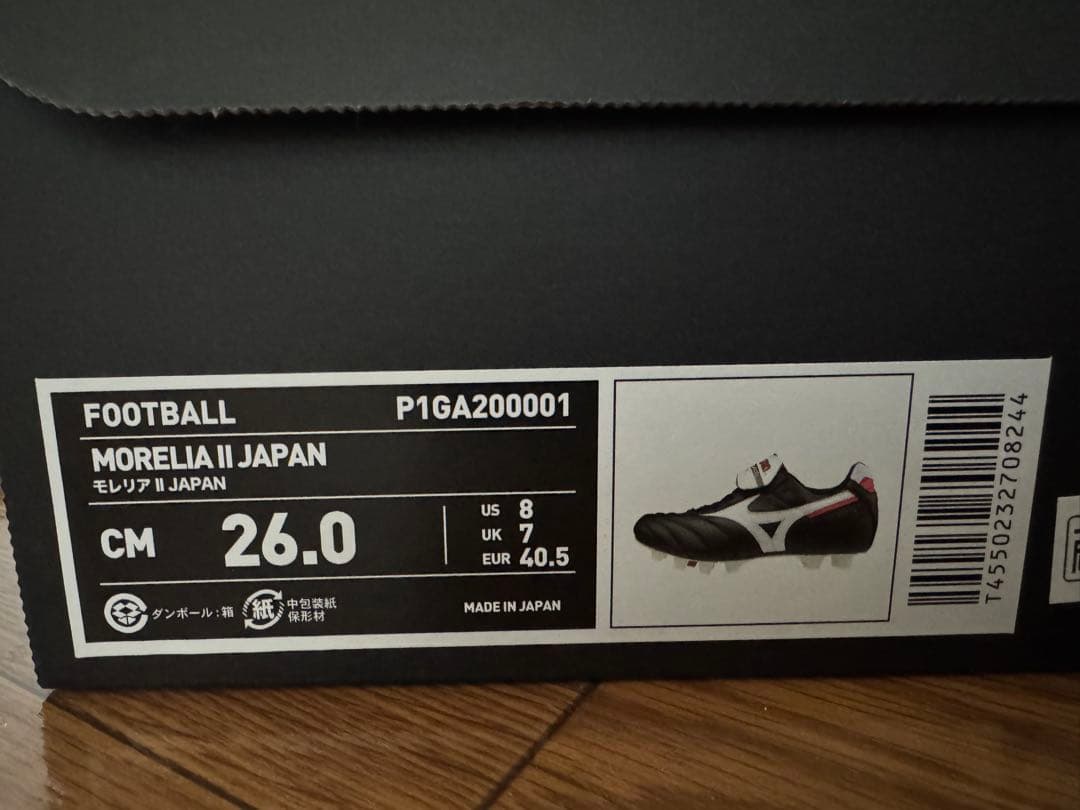 FOOTBALL P1GA200001
MORELIA II JAPAN
モレリア II JAPAN
CM 26.0
US 8
UK 7
EUR 40.5
ダンボール:箱
紙 中包装紙
保形材
MADE IN JAPAN
T4550232708244